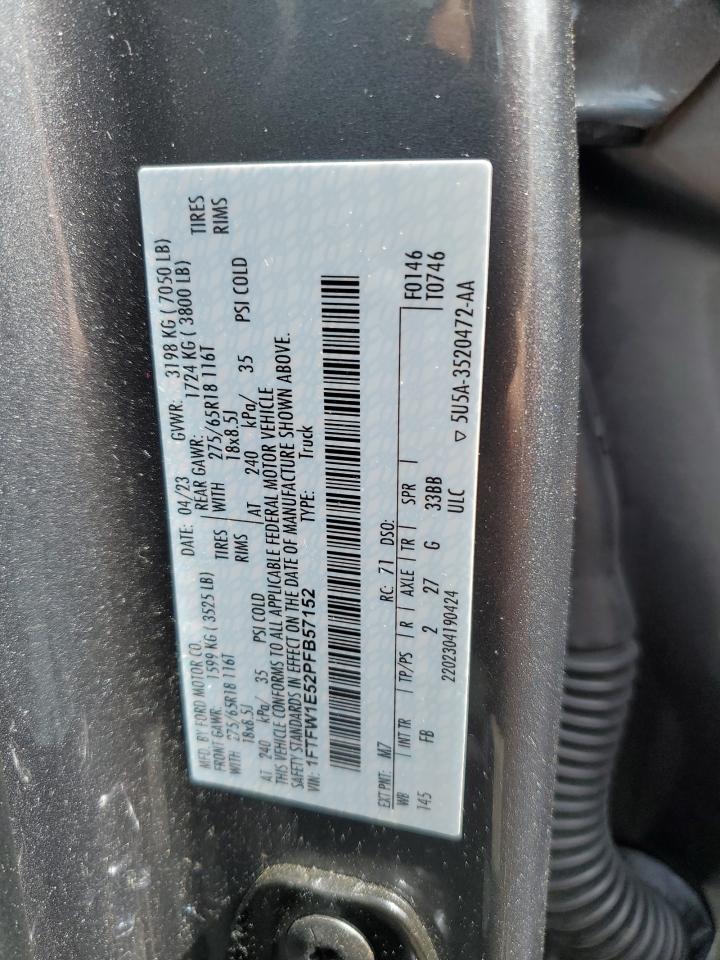 MFD. BY FORD MOTOR CO. DATE: 04/23 GVWR: 3198 KG ( 7050 LB)
FRONT GAWR: 1599 KG ( 3525 LB) REAR GAWR: 1724 KG ( 3800 LB)
WITH 275/65R18 116T TIRES WITH 275/65R18 116T TIRES
18x8.5J RIMS 18x8.5J RIMS
AT 240 kPa/ 35 PSI COLD AT 240 kPa/ 35 PSI COLD
THIS VEHICLE CONFORMS TO ALL APPLICABLE FEDERAL MOTOR VEHICLE
SAFETY STANDARDS IN EFFECT ON THE DATE OF MANUFACTURE SHOWN ABOVE.
VIN: 1FTFW1E52PFB57152 TYPE: Truck
EXT PNT: M7 RC: 71 DSO: F0146
WB INT TR TP/PS R AXLE TR SPR T0746
145 FB 2 27 G 33BB
2202304190424 ULC ▽ 5U5A-3520472-AA